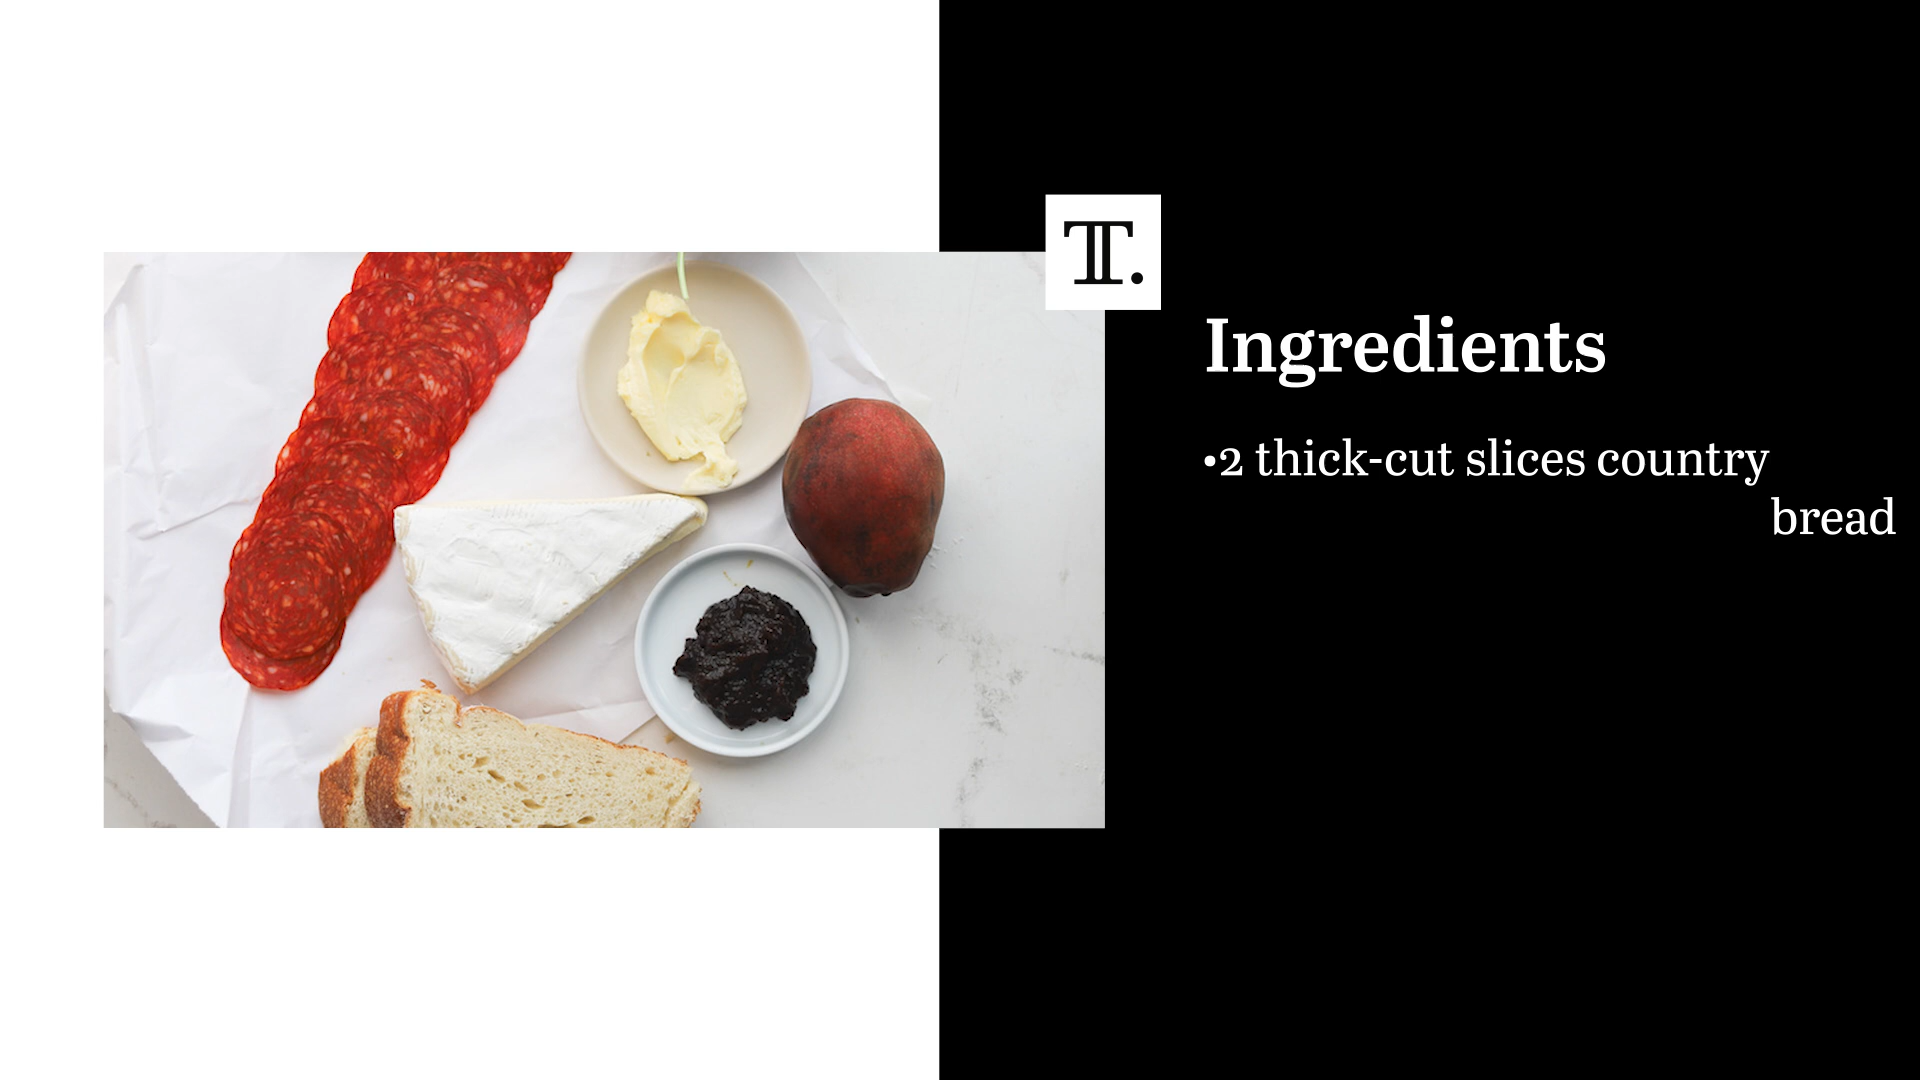 T.
Ingredients
•2 thick-cut slices country
bread